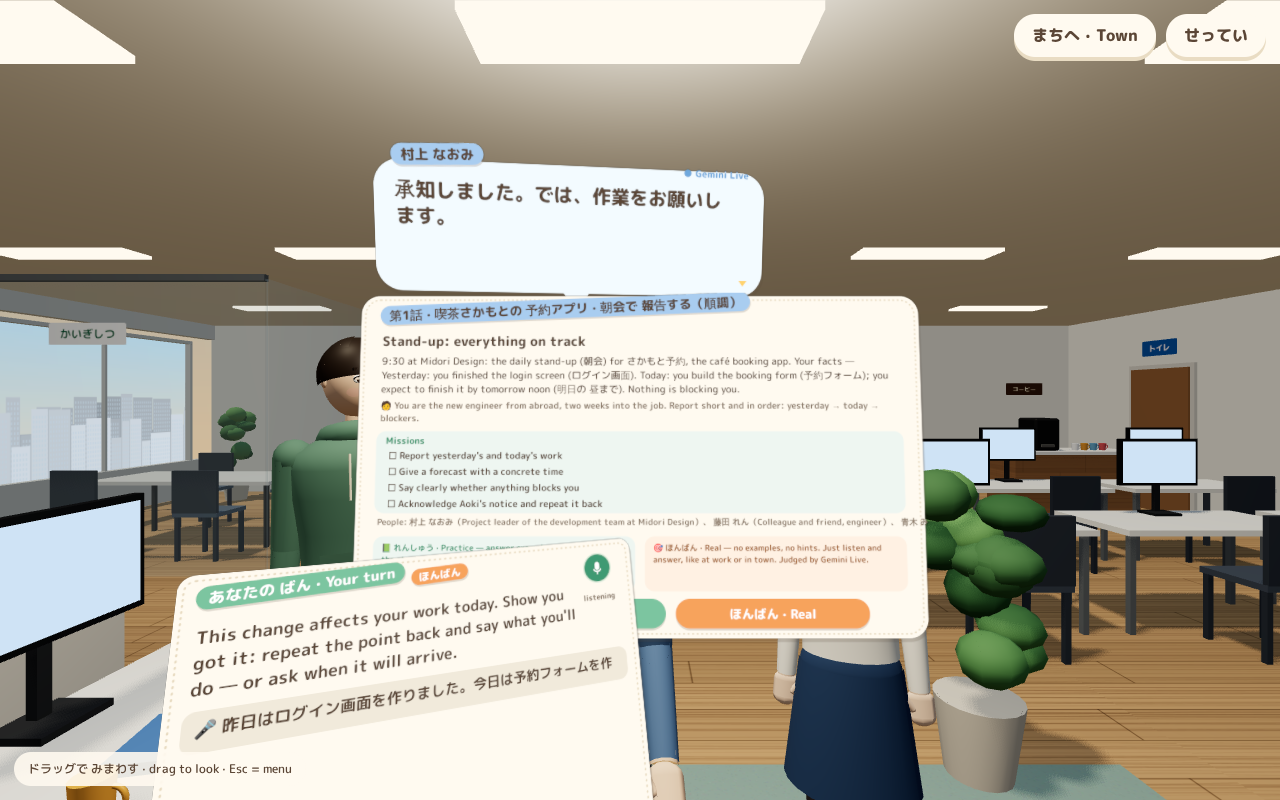 まちへ · Town
せってい
村上 なおみ
Gemini Live
承知しました。では、作業をお願いし
ます。
かいぎしつ
トイレ
コーヒー
第1話・喫茶さかもとの 予約アプリ・朝会で 報告する（順調）
Stand-up: everything on track
9:30 at Midori Design: the daily stand-up (朝会) for さかもと予約, the café booking app. Your facts —
Yesterday: you finished the login screen (ログイン画面). Today: you build the booking form (予約フォーム); you
expect to finish it by tomorrow noon (明日の 昼まで). Nothing is blocking you.
🧑 You are the new engineer from abroad, two weeks into the job. Report short and in order: yesterday → today →
blockers.
Missions
☐ Report yesterday's and today's work
☐ Give a forecast with a concrete time
☐ Say clearly whether anything blocks you
☐ Acknowledge Aoki's notice and repeat it back
People: 村上 なおみ（Project leader of the development team at Midori Design）、 藤田 れん（Colleague and friend, engineer）、 青木
📗 れんしゅう · Practice —
🎯 ほんばん · Real — no examples, no hints. Just listen and
answer, like at work or in town. Judged by Gemini Live.
ほんばん · Real
あなたの ばん · Your turn
ほんばん
listening
This change affects your work today. Show you
got it: repeat the point back and say what you'll
do — or ask when it will arrive.
🎤 昨日はログイン画面を作りました。今日は予約フォームを作
ドラッグで みまわす · drag to look · Esc = menu